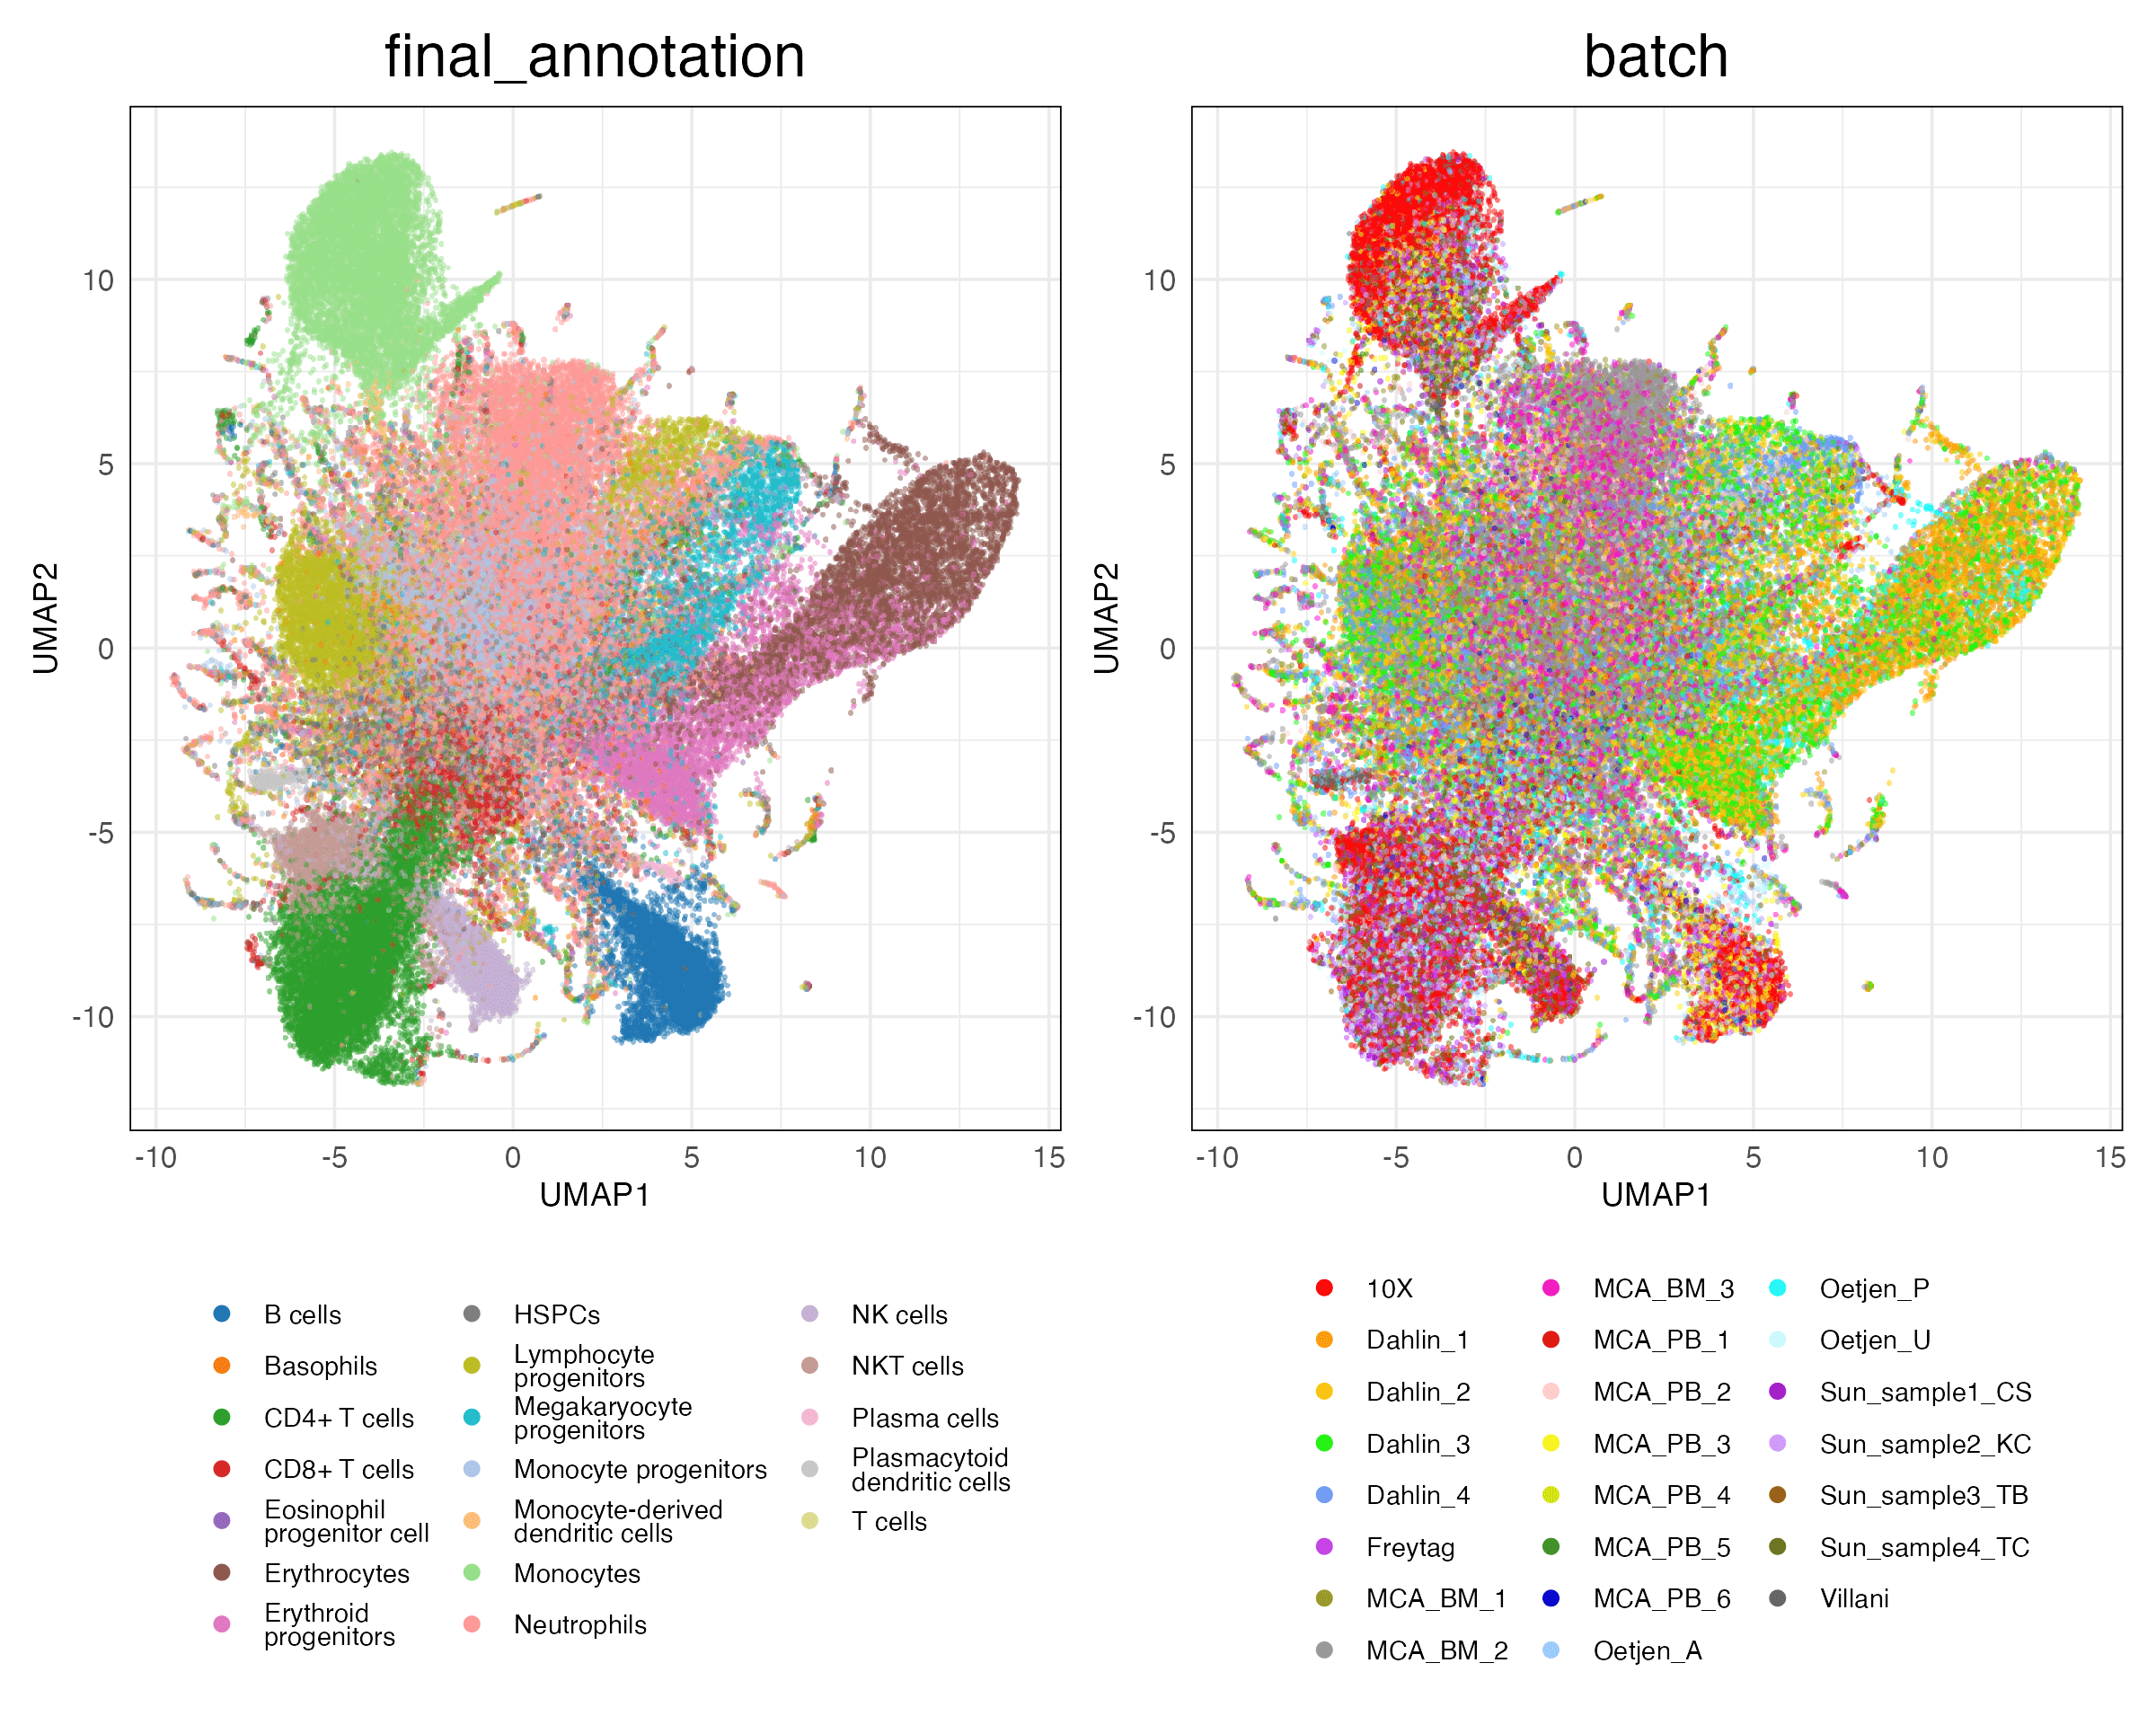 final_annotation
batch
10
5
0
-5
-10
-10
-5
0
5
10
15
UMAP1
UMAP2
10
5
0
-5
-10
-10
-5
0
5
10
15
UMAP1
UMAP2
B cells
Basophils
CD4+ T cells
CD8+ T cells
Eosinophil
progenitor cell
Erythrocytes
Erythroid
progenitors
HSPCs
Lymphocyte
progenitors
Megakaryocyte
progenitors
Monocyte progenitors
Monocyte-derived
dendritic cells
Monocytes
Neutrophils
NK cells
NKT cells
Plasma cells
Plasmacytoid
dendritic cells
T cells
10X
Dahlin_1
Dahlin_2
Dahlin_3
Dahlin_4
Freytag
MCA_BM_1
MCA_BM_2
MCA_BM_3
MCA_PB_1
MCA_PB_2
MCA_PB_3
MCA_PB_4
MCA_PB_5
MCA_PB_6
Oetjen_A
Oetjen_P
Oetjen_U
Sun_sample1_CS
Sun_sample2_KC
Sun_sample3_TB
Sun_sample4_TC
Villani